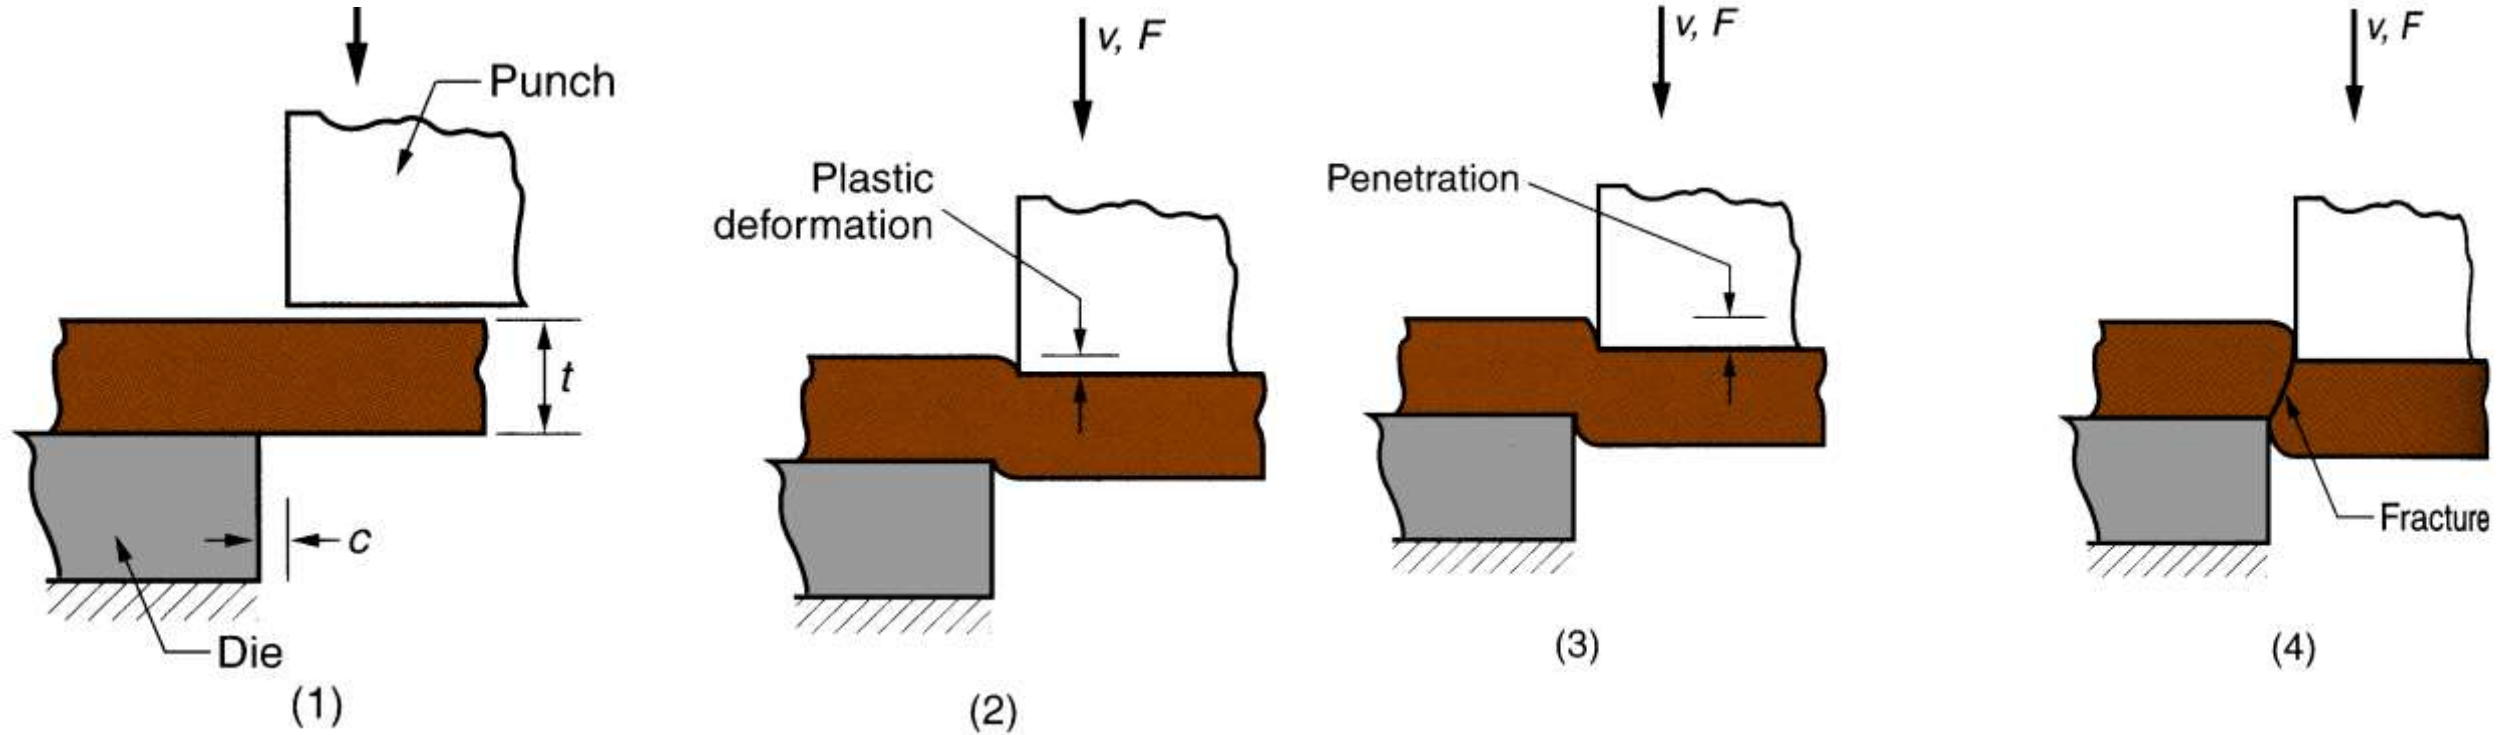 Punch
t
c
Die
(1)
v, F
Plastic
deformation
(2)
v, F
Penetration
(3)
v, F
Fracture
(4)